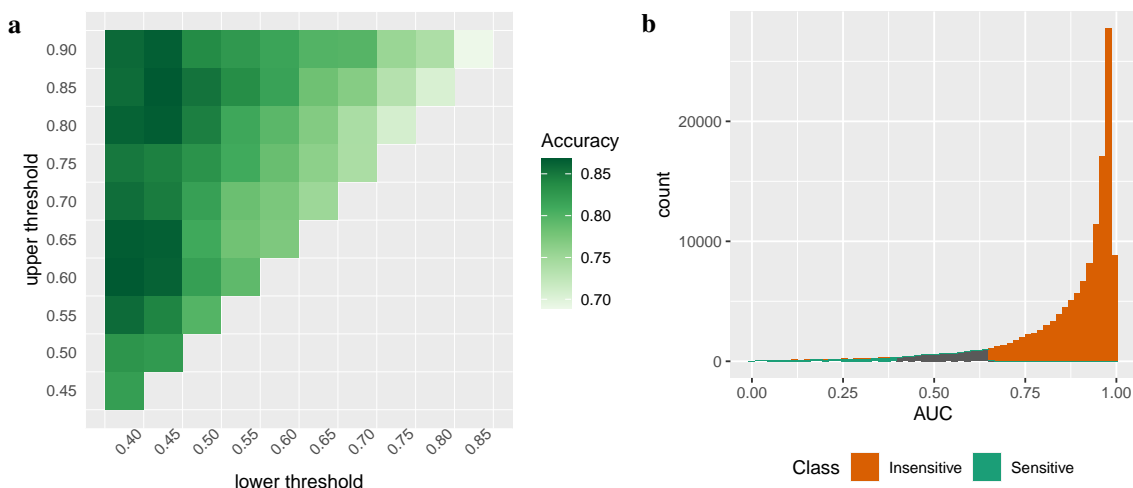 a
upper threshold
0.90
0.85
0.80
0.75
0.70
0.65
0.60
0.55
0.50
0.45
0.40 0.45 0.50 0.55 0.60 0.65 0.70 0.75 0.80 0.85
lower threshold
Accuracy
0.85
0.80
0.75
0.70
b
count
20000
10000
0
0.00 0.25 0.50 0.75 1.00
AUC
Class Insensitive Sensitive